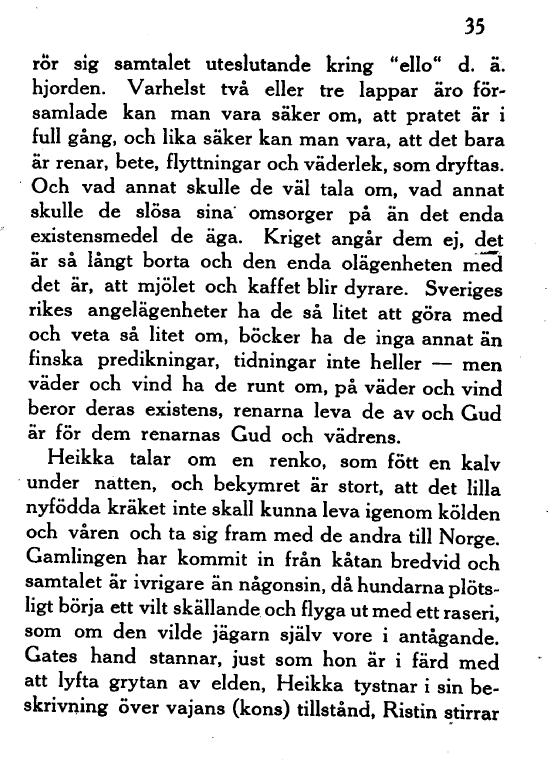 35
rör sig samtalet uteslutande kring "ello" d. ä.
hjorden. Varhelst två eller tre lappar äro för-
samlade kan man vara säker om, att pratet är i
full gång, och lika säker kan man vara, att det bara
är renar, bete, flyttningar och väderlek, som dryftas.
Och vad annat skulle de väl tala om, vad annat
skulle de slösa sina omsorger på än det enda
existensmedel de äga. Kriget angår dem ej, det
är så långt borta och den enda olägenheten med
det är, att mjölet och kaffet blir dyrare. Sveriges
rikes angelägenheter ha de så litet att göra med
och veta så litet om, böcker ha de inga annat än
finska predikningar, tidningar inte heller — men
väder och vind ha de runt om, på väder och vind
beror deras existens, renarna leva de av och Gud
är för dem renarnas Gud och vädrens.
Heikka talar om en renko, som fött en kalv
under natten, och bekymret är stort, att det lilla
nyfödda kräket inte skall kunna leva igenom kölden
och våren och ta sig fram med de andra till Norge.
Gamlingen har kommit in från kåtan bredvid och
samtalet är ivrigare än någonsin, då hundarna plöts-
ligt börja ett vilt skällande och flyga ut med ett raseri,
som om den vilde jägarn själv vore i antågande.
Gates hand stannar, just som hon är i färd med
att lyfta grytan av elden, Heikka tystnar i sin be-
skrivning över vajans (kons) tillstånd, Ristin stirrar